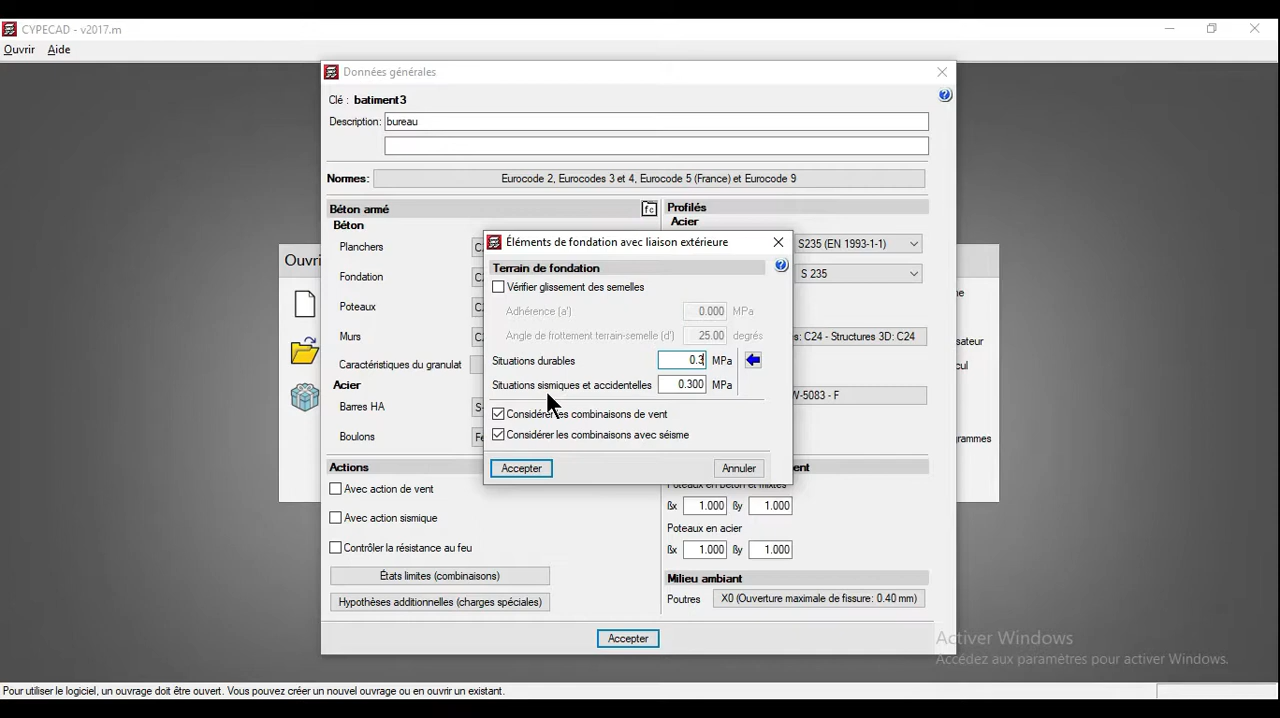 CYPECAD - v2017.m
Ouvrir Aide
Données générales
Clé : batiment3
Description: bureau
Normes: Eurocode 2, Eurocodes 3 et 4, Eurocode 5 (France) et Eurocode 9
Béton armé
Profilés
Béton
Acier
Planchers
S235 (EN 1993-1-1)
Ouvri
Fondation
S 235
Poteaux
Murs
s: C24 - Structures 3D: C24
Caractéristiques du granulat
Acier
Barres HA
W-5083 - F
Boulons
Éléments de fondation avec liaison extérieure
Terrain de fondation
Vérifier glissement des semelles
Adhérence (a') 0.000 MPa
Angle de frottement terrain-semelle (d') 25.00 degrés
Situations durables 0.3 MPa
Situations sismiques et accidentelles 0.300 MPa
Considérer les combinaisons de vent
Considérer les combinaisons avec séisme
Accepter Annuler
Actions
Avec action de vent
Avec action sismique
Contrôler la résistance au feu
États limites (combinaisons)
Hypothèses additionnelles (charges spéciales)
Poteaux en béton et mixtes
ßx 1.000 ßy 1.000
Poteaux en acier
ßx 1.000 ßy 1.000
Milieu ambiant
Poutres X0 (Ouverture maximale de fissure: 0.40 mm)
Accepter
Activer Windows
Accédez aux paramètres pour activer Windows.
Pour utiliser le logiciel, un ouvrage doit être ouvert. Vous pouvez créer un nouvel ouvrage ou en ouvrir un existant.